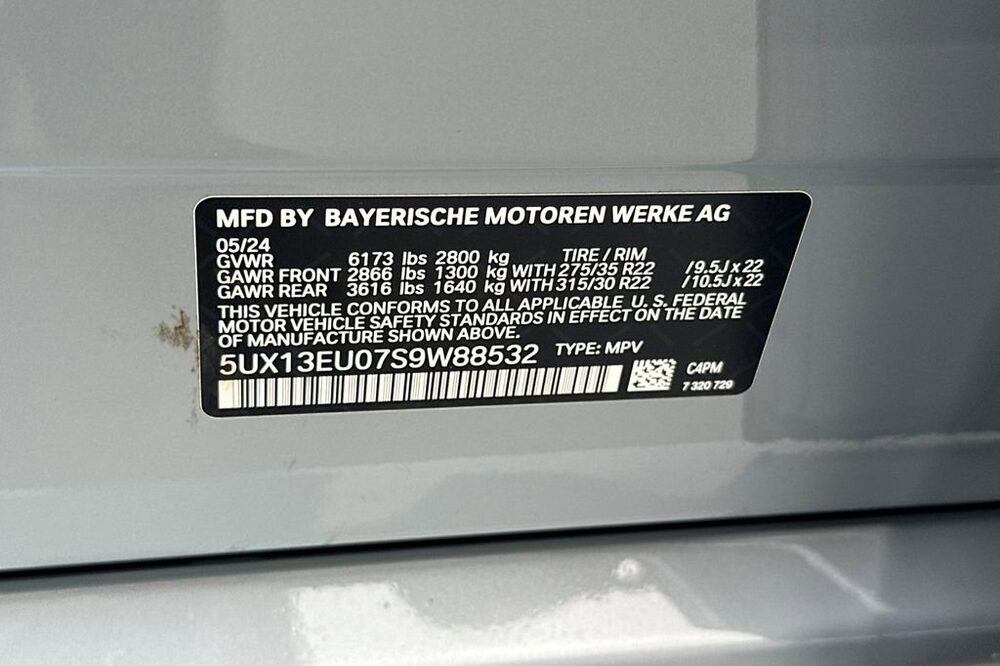 MFD BY BAYERISCHE MOTOREN WERKE AG
05/24
GVWR 6173 lbs 2800 kg TIRE / RIM
GAWR FRONT 2866 lbs 1300 kg WITH 275/35 R22 / 9.5J x 22
GAWR REAR 3616 lbs 1640 kg WITH 315/30 R22 / 10.5J x 22
THIS VEHICLE CONFORMS TO ALL APPLICABLE U. S. FEDERAL
MOTOR VEHICLE SAFETY STANDARDS IN EFFECT ON THE DATE
OF MANUFACTURE SHOWN ABOVE.
5UX13EU07S9W88532 TYPE: MPV
C4PM
7 320 729